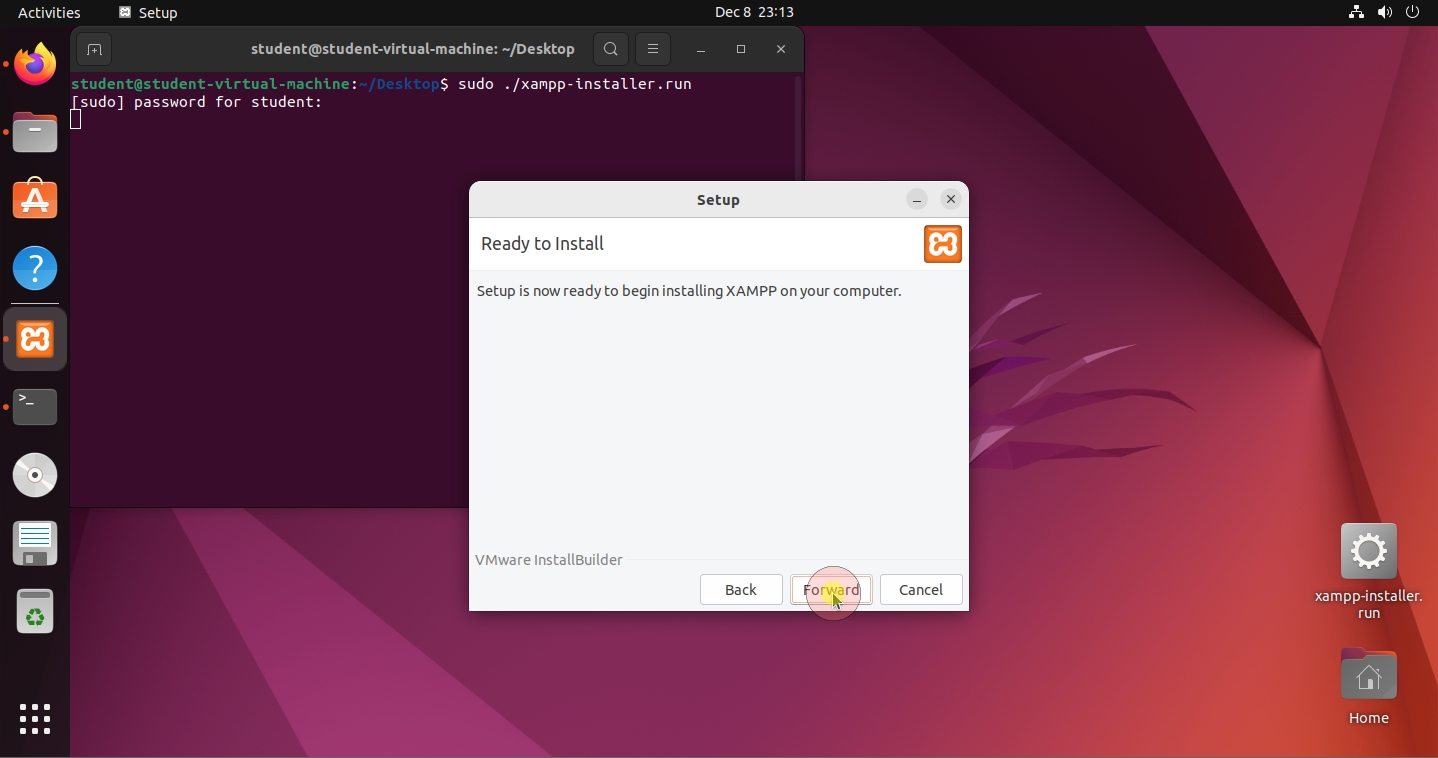 Activities
Setup
Dec 8 23:13
student@student-virtual-machine: ~/Desktop
student@student-virtual-machine:~/Desktop$ sudo ./xampp-installer.run
[sudo] password for student:
Setup
Ready to Install
Setup is now ready to begin installing XAMPP on your computer.
VMware InstallBuilder
Back
Forward
Cancel
xampp-installer.
run
Home